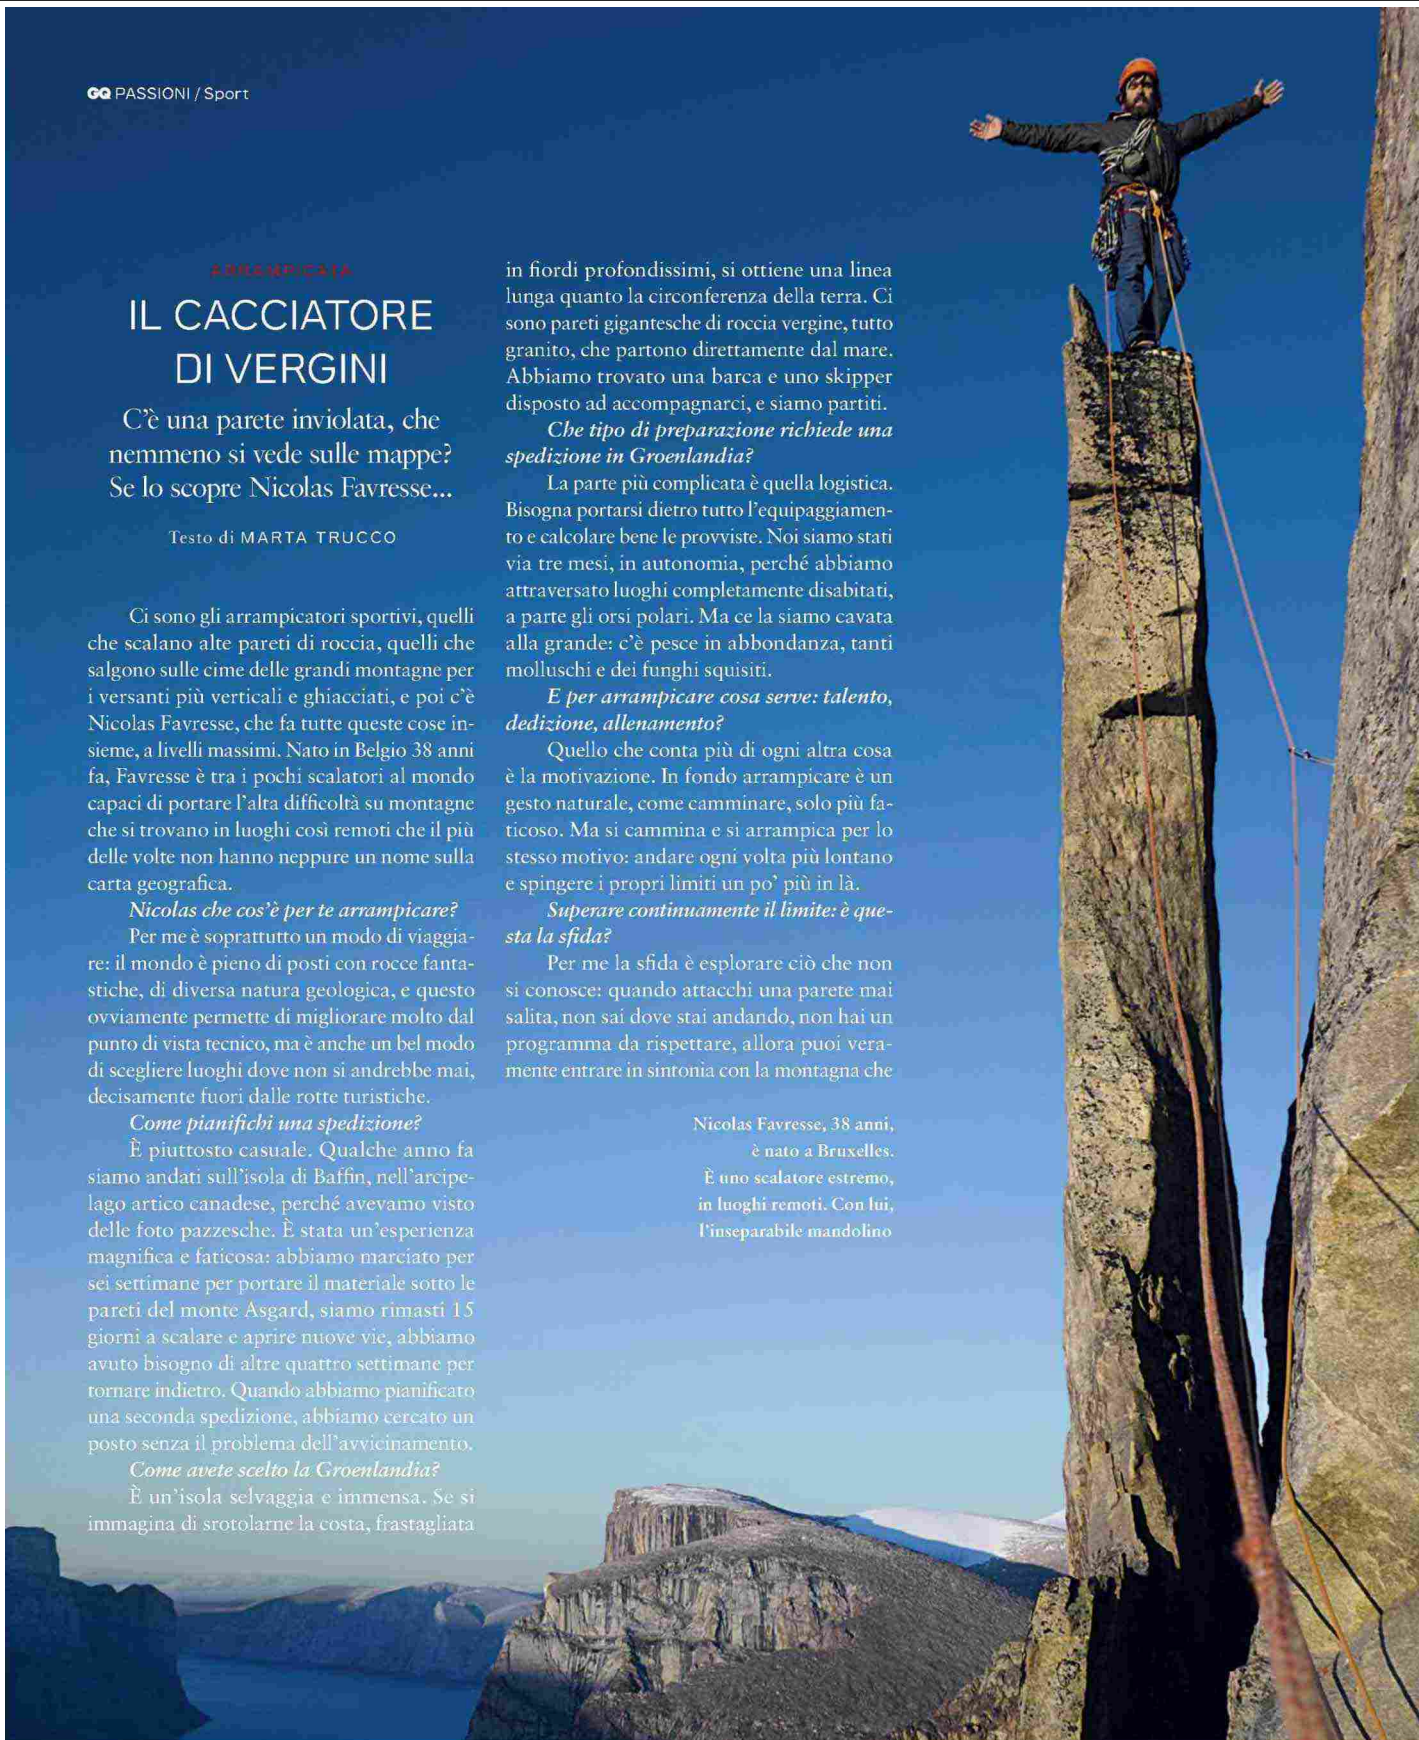 GQ PASSIONI / Sport
ARRAMPICATA
IL CACCIATORE
DI VERGINI
C'è una parete inviolata, che
nemmeno si vede sulle mappe?
Se lo scopre Nicolas Favresse...
Testo di MARTA TRUCCO
Ci sono gli arrampicatori sportivi, quelli
che scalano alte pareti di roccia, quelli che
salgono sulle cime delle grandi montagne per
i versanti più verticali e ghiacciati, e poi c'è
Nicolas Favresse, che fa tutte queste cose in-
sieme, a livelli massimi. Nato in Belgio 38 anni
fa, Favresse è tra i pochi scalatori al mondo
capaci di portare l'alta difficoltà su montagne
che si trovano in luoghi così remoti che il più
delle volte non hanno neppure un nome sulla
carta geografica.
Nicolas che cos'è per te arrampicare?
Per me è soprattutto un modo di viaggia-
re: il mondo è pieno di posti con rocce fanta-
stiche, di diversa natura geologica, e questo
ovviamente permette di migliorare molto dal
punto di vista tecnico, ma è anche un bel modo
di scegliere luoghi dove non si andrebbe mai,
decisamente fuori dalle rotte turistiche.
Come pianifichi una spedizione?
È piuttosto casuale. Qualche anno fa
siamo andati sull'isola di Baffin, nell'arcipe-
lago artico canadese, perché avevamo visto
delle foto pazzesche. È stata un'esperienza
magnifica e faticosa: abbiamo marciato per
sei settimane per portare il materiale sotto le
pareti del monte Asgard, siamo rimasti 15
giorni a scalare e aprire nuove vie, abbiamo
avuto bisogno di altre quattro settimane per
tornare indietro. Quando abbiamo pianificato
una seconda spedizione, abbiamo cercato un
posto senza il problema dell'avvicinamento.
Come avete scelto la Groenlandia?
È un'isola selvaggia e immensa. Se si
immagina di srotolarne la costa, frastagliata
in fiordi profondissimi, si ottiene una linea
lunga quanto la circonferenza della terra. Ci
sono pareti gigantesche di roccia vergine, tutto
granito, che partono direttamente dal mare.
Abbiamo trovato una barca e uno skipper
disposto ad accompagnarci, e siamo partiti.
Che tipo di preparazione richiede una
spedizione in Groenlandia?
La parte più complicata è quella logistica.
Bisogna portarsi dietro tutto l'equipaggiamen-
to e calcolare bene le provviste. Noi siamo stati
via tre mesi, in autonomia, perché abbiamo
attraversato luoghi completamente disabitati,
a parte gli orsi polari. Ma ce la siamo cavata
alla grande: c'è pesce in abbondanza, tanti
molluschi e dei funghi squisiti.
E per arrampicare cosa serve: talento,
dedizione, allenamento?
Quello che conta più di ogni altra cosa
è la motivazione. In fondo arrampicare è un
gesto naturale, come camminare, solo più fa-
ticoso. Ma si cammina e si arrampica per lo
stesso motivo: andare ogni volta più lontano
e spingere i propri limiti un po' più in là.
Superare continuamente il limite: è que-
sta la sfida?
Per me la sfida è esplorare ciò che non
si conosce: quando attacchi una parete mai
salita, non sai dove stai andando, non hai un
programma da rispettare, allora puoi vera-
mente entrare in sintonia con la montagna che
Nicolas Favresse, 38 anni,
è nato a Bruxelles.
È uno scalatore estremo,
in luoghi remoti. Con lui,
l'inseparabile mandolino